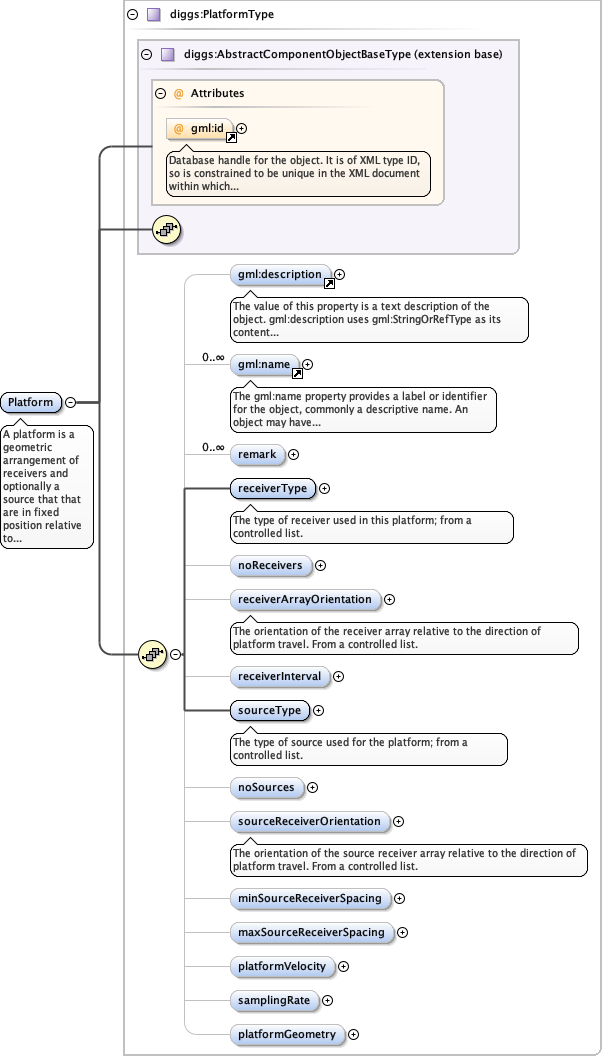 diggs:PlatformType
diggs:AbstractComponentObjectBaseType (extension base)
@ Attributes
@ gml:id
Database handle for the object. It is of XML type ID,
so is constrained to be unique in the XML document
within which...
gml:description
The value of this property is a text description of the
object. gml:description uses gml:StringOrRefType as its
content...
0..∞
gml:name
The gml:name property provides a label or identifier
for the object, commonly a descriptive name. An
object may have...
Platform
A platform is a
geometric
arrangement of
receivers and
optionally a
source that that
are in fixed
position relative
to...
0..∞
remark
receiverType
The type of receiver used in this platform; from a
controlled list.
noReceivers
receiverArrayOrientation
The orientation of the receiver array relative to the direction of
platform travel. From a controlled list.
receiverInterval
sourceType
The type of source used for the platform; from a
controlled list.
noSources
sourceReceiverOrientation
The orientation of the source receiver array relative to the direction of
platform travel. From a controlled list.
minSourceReceiverSpacing
maxSourceReceiverSpacing
platformVelocity
samplingRate
platformGeometry